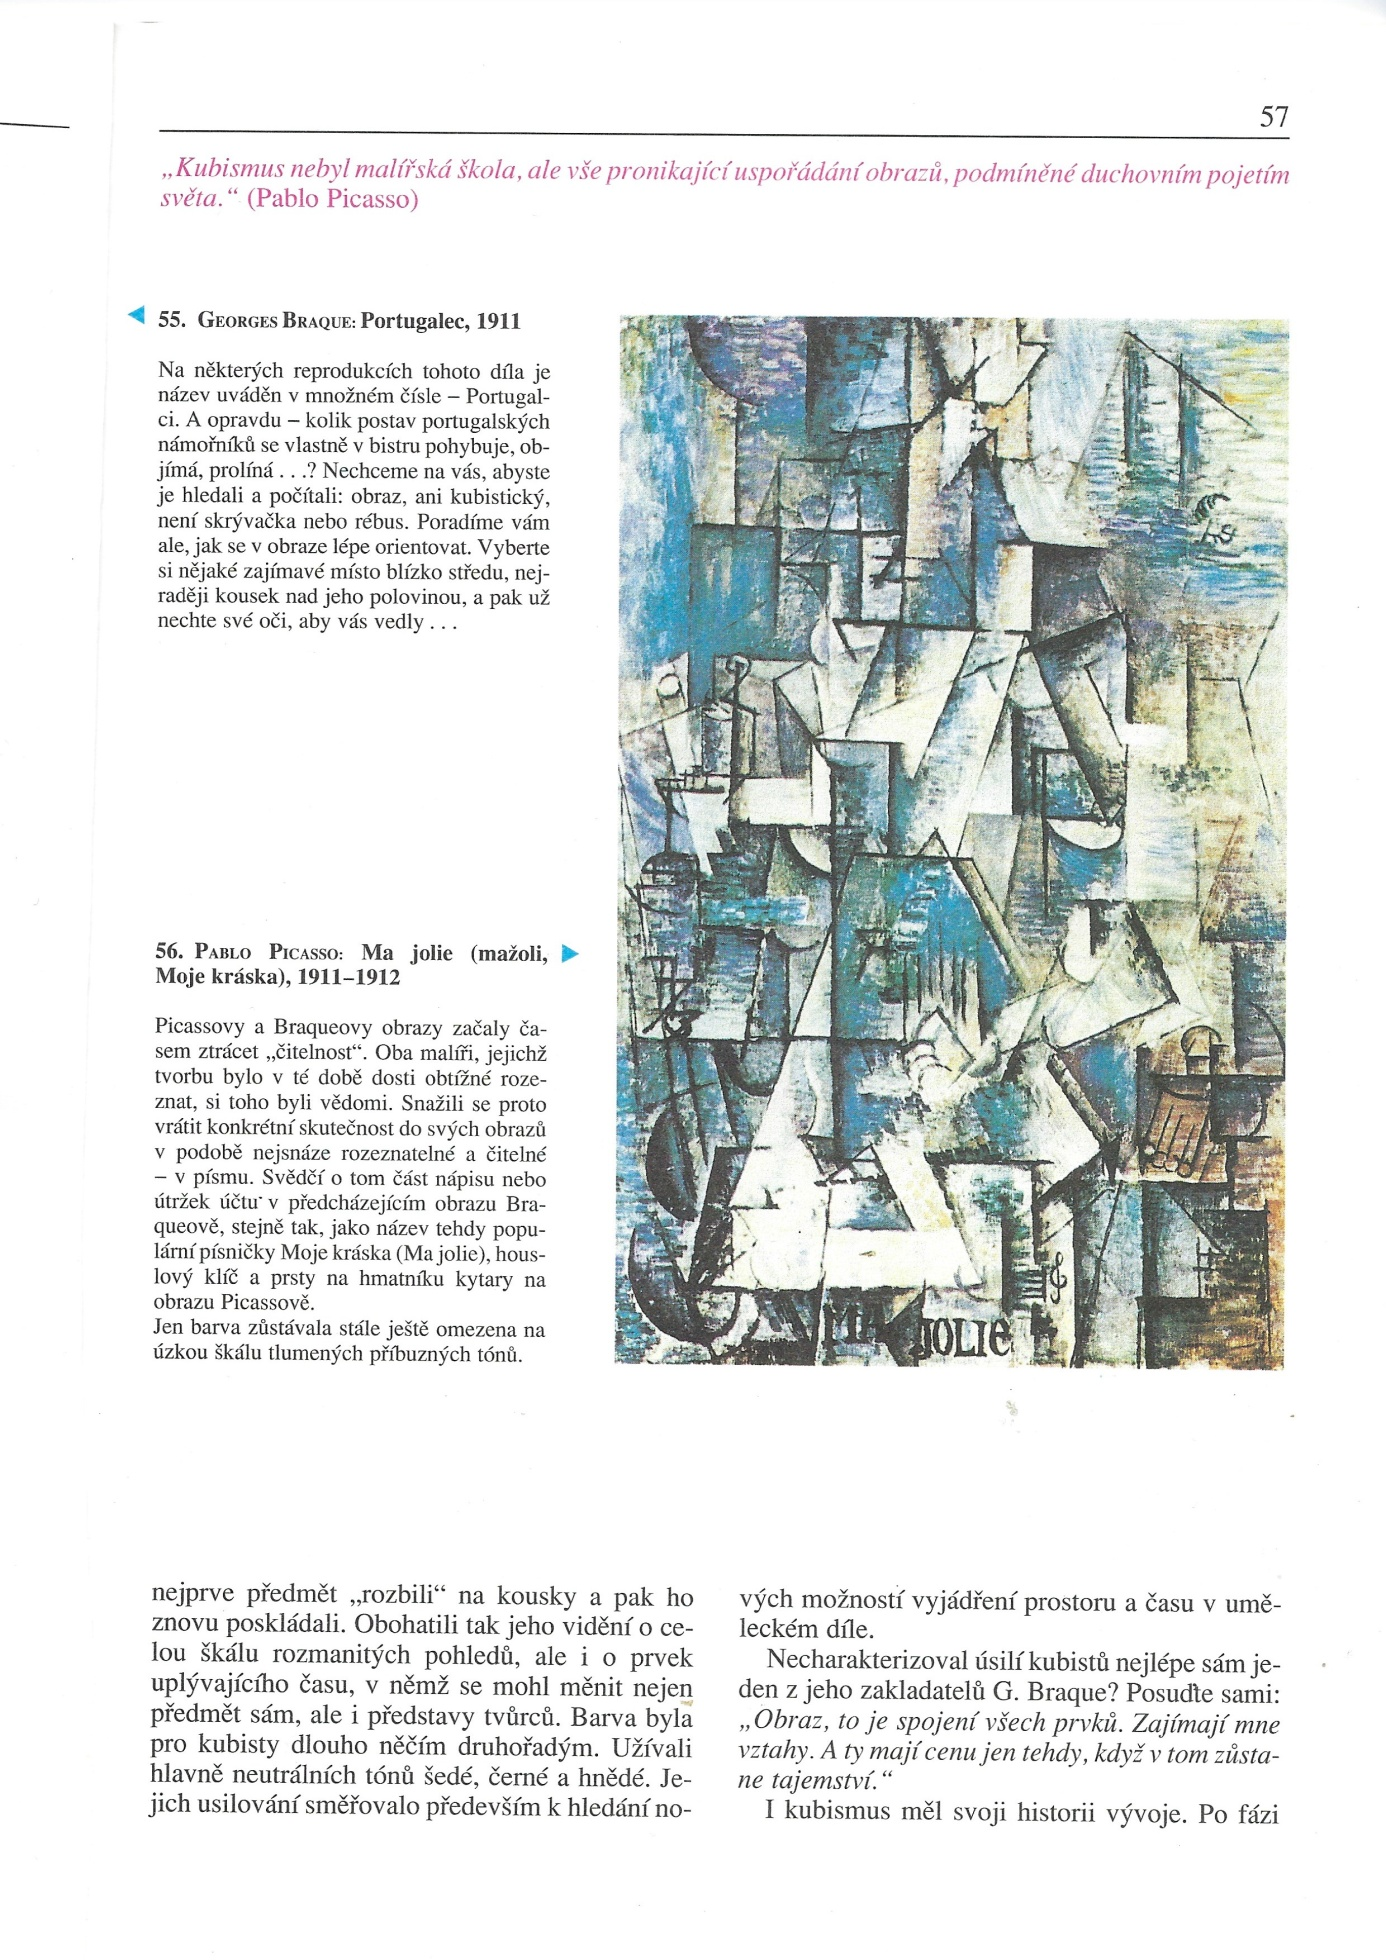 57
„Kubismus nebyl malířská škola, ale vše pronikající uspořádání obrazů, podmíněné duchovním pojetím
světa.“ (Pablo Picasso)
55. GEORGES BRAQUE: Portugalec, 1911
Na některých reprodukcích tohoto díla je
název uváděn v množném čísle – Portugal-
ci. A opravdu – kolik postav portugalských
námořníků se vlastně v bistru pohybuje, ob-
jímá, prolíná . . .? Nechceme na vás, abyste
je hledali a počítali: obraz, ani kubistický,
není skrývačka nebo rébus. Poradíme vám
ale, jak se v obraze lépe orientovat. Vyberte
si nějaké zajímavé místo blízko středu, nej-
raději kousek nad jeho polovinou, a pak už
nechte své oči, aby vás vedly . . .
56. PABLO PICASSO: Ma jolie (mažoli,
Moje kráska), 1911–1912
Picassovy a Braqueovy obrazy začaly ča-
sem ztrácet „čitelnost“. Oba malíři, jejichž
tvorbu bylo v té době dosti obtížné roze-
znat, si toho byli vědomi. Snažili se proto
vrátit konkrétní skutečnost do svých obrazů
v podobě nejsnáze rozeznatelné a čitelné
– v písmu. Svědčí o tom část nápisu nebo
útržek účtu v předcházejícím obrazu Bra-
queově, stejně tak, jako název tehdy popu-
lární písničky Moje kráska (Ma jolie), hous-
lový klíč a prsty na hmatníku kytary na
obrazu Picassově.
Jen barva zůstávala stále ještě omezena na
úzkou škálu tlumených příbuzných tónů.
MA JOLIE
nejprve předmět „rozbili“ na kousky a pak ho
znovu poskládali. Obohatili tak jeho vidění o ce-
lou škálu rozmanitých pohledů, ale i o prvek
uplývajícího času, v němž se mohl měnit nejen
předmět sám, ale i představy tvůrců. Barva byla
pro kubisty dlouho něčím druhořadým. Užívali
hlavně neutrálních tónů šedé, černé a hnědé. Je-
jich usilování směřovalo především k hledání no-
vých možností vyjádření prostoru a času v umě-
leckém díle.
Necharakterizoval úsilí kubistů nejlépe sám je-
den z jeho zakladatelů G. Braque? Posuďte sami:
„Obraz, to je spojení všech prvků. Zajímají mne
vztahy. A ty mají cenu jen tehdy, když v tom zůsta-
ne tajemství.“
I kubismus měl svoji historii vývoje. Po fázi